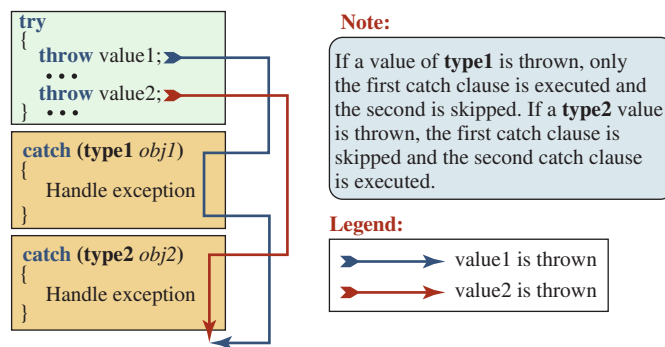 try
{
throw value1;
•••
throw value2;
} •••
catch (type1 obj1)
{
Handle exception
}
catch (type2 obj2)
{
Handle exception
}
Note:
If a value of type1 is thrown, only
the first catch clause is executed and
the second is skipped. If a type2 value
is thrown, the first catch clause is
skipped and the second catch clause
is executed.
Legend:
value1 is thrown
value2 is thrown